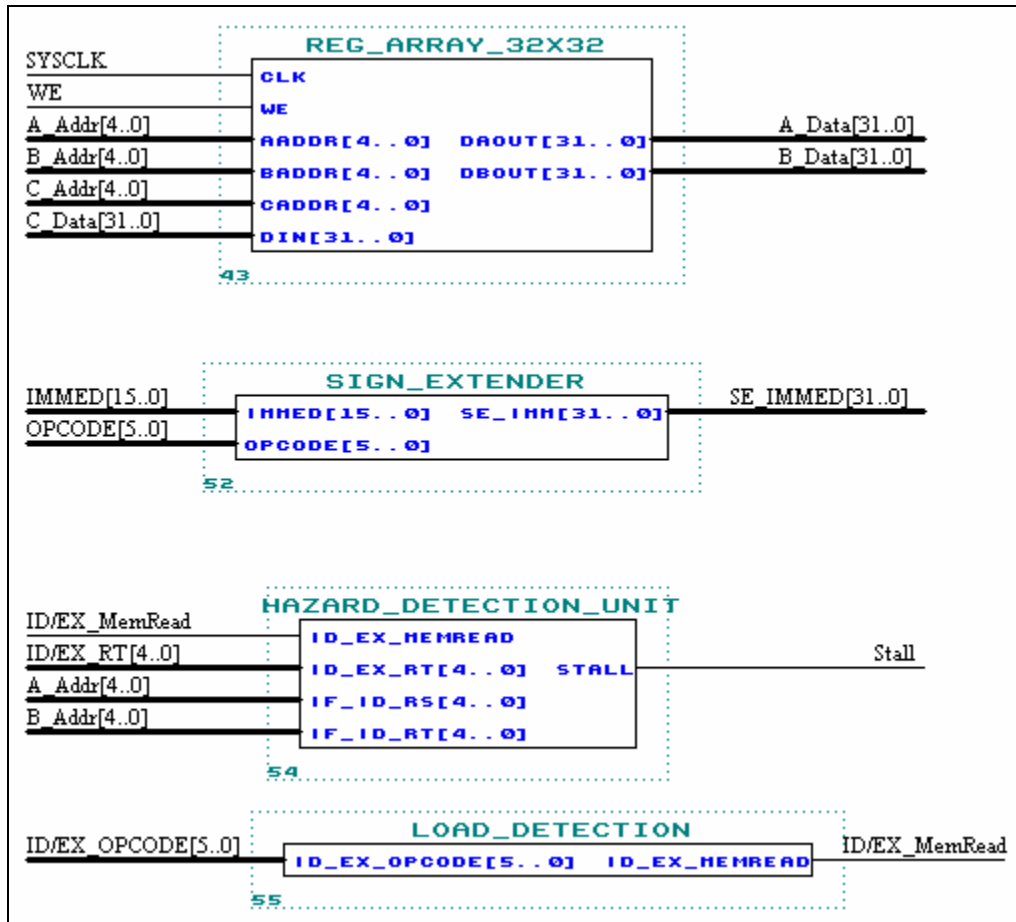 REG_ARRAY_32X32
SYSCLK
CLK
WE
WE
A_Addr[4..0]
AADDR[4..0] DAOUT[31..0]
A_Data[31..0]
B_Addr[4..0]
BADDR[4..0] DBOUT[31..0]
B_Data[31..0]
C_Addr[4..0]
CADDR[4..0]
C_Data[31..0]
DIN[31..0]
43
SIGN_EXTENDER
IMMED[15..0]
IMMED[15..0] SE_IMM[31..0]
SE_IMMED[31..0]
OPCODE[5..0]
OPCODE[5..0]
52
HAZARD_DETECTION_UNIT
ID/EX_MemRead
ID_EX_MEMREAD
ID/EX_RT[4..0]
ID_EX_RT[4..0] STALL
Stall
A_Addr[4..0]
IF_ID_RS[4..0]
B_Addr[4..0]
IF_ID_RT[4..0]
54
LOAD_DETECTION
ID/EX_OPCODE[5..0]
ID_EX_OPCODE[5..0] ID_EX_MEMREAD
ID/EX_MemRead
55